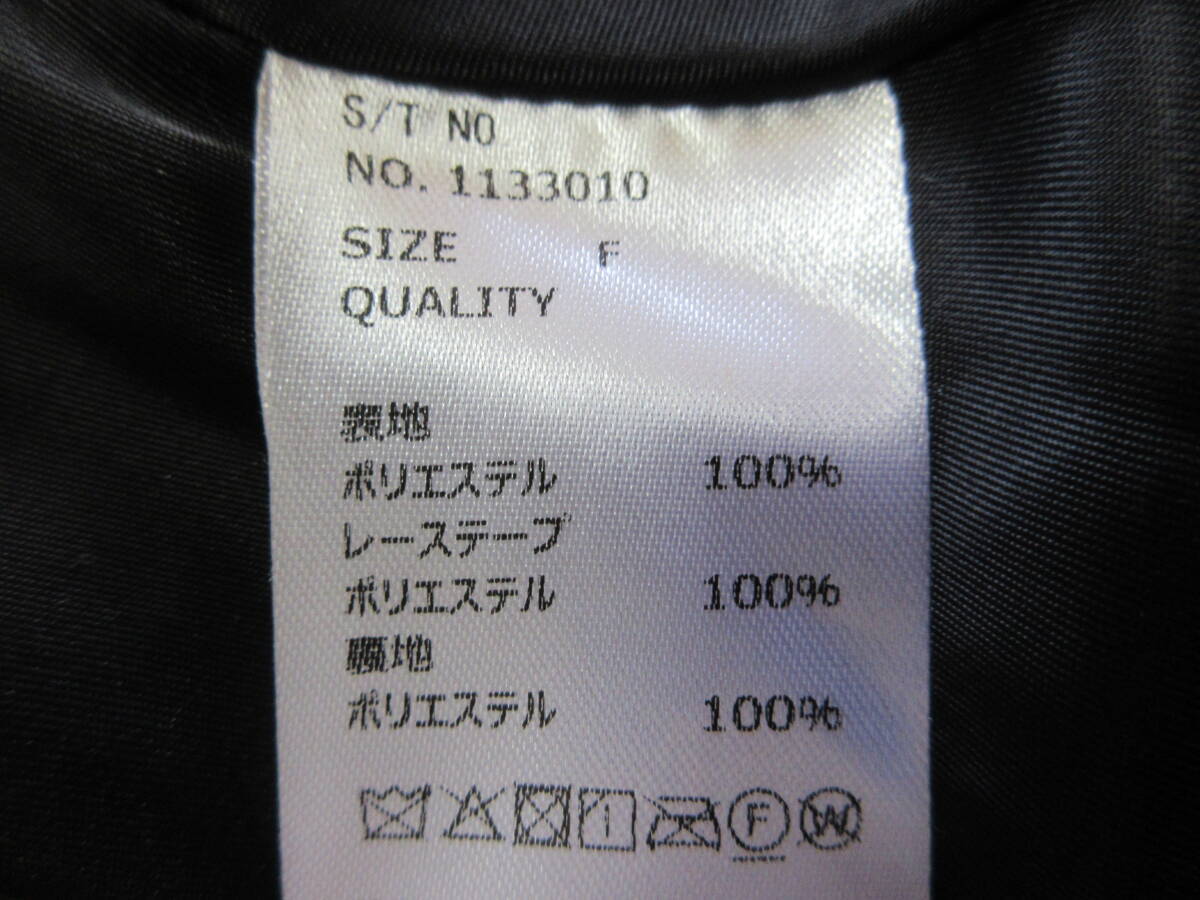 S/T NO
NO. 1133010
SIZE F
QUALITY
表地
ポリエステル 100%
レーステープ
ポリエステル 100%
裏地
ポリエステル 100%
F W